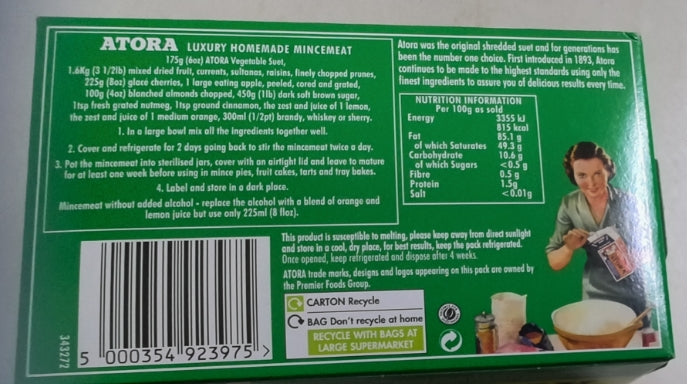 ATORA LUXURY HOMEMADE MINCEMEAT
175g (6oz) ATORA Vegetable Suet,
1.6Kg (3 1/2lb) mixed dried fruit, currents, sultanas, raisins, finely chopped prunes,
225g (8oz) glacé cherries, 1 large eating apple, peeled, cored and grated,
100g (4oz) blanched almonds chopped, 450g (1lb) dark soft brown sugar,
1tsp fresh grated nutmeg, 1tsp ground cinnamon, the zest and juice of 1 lemon,
the zest and juice of 1 medium orange, 300ml (1/2pt) brandy, whiskey or sherry.
1. In a large bowl mix all the ingredients together well.
2. Cover and refrigerate for 2 days going back to stir the mincemeat twice a day.
3. Pot the mincemeat into sterilised jars, cover with an airtight lid and leave to mature
for at least one week before using in mince pies, fruit cakes, tarts and tray bakes.
4. Label and store in a dark place.
Mincemeat without added alcohol - replace the alcohol with a blend of orange and
lemon juice but use only 225ml (8 floz).
Atora was the original shredded suet and for generations has
been the number one choice. First introduced in 1893, Atora
continues to be made to the highest standards using only the
finest ingredients to assure you of delicious results every time.
NUTRITION INFORMATION
Per 100g as sold
Energy 3355 kJ
815 kcal
Fat 85.1 g
of which Saturates 49.3 g
Carbohydrate 10.6 g
of which Sugars <0.5 g
Fibre 0.5 g
Protein 1.5g
Salt <0.01g
This product is susceptible to melting, please keep away from direct sunlight
and store in a cool, dry place, for best results, keep the pack refrigerated.
Once opened, keep refrigerated and dispose after 4 weeks.
ATORA trade marks, designs and logos appearing on this pack are owned by
the Premier Foods Group.
CARTON Recycle
BAG Don't recycle at home
RECYCLE WITH BAGS AT
LARGE SUPERMARKET
343272
5 000354 923975 >